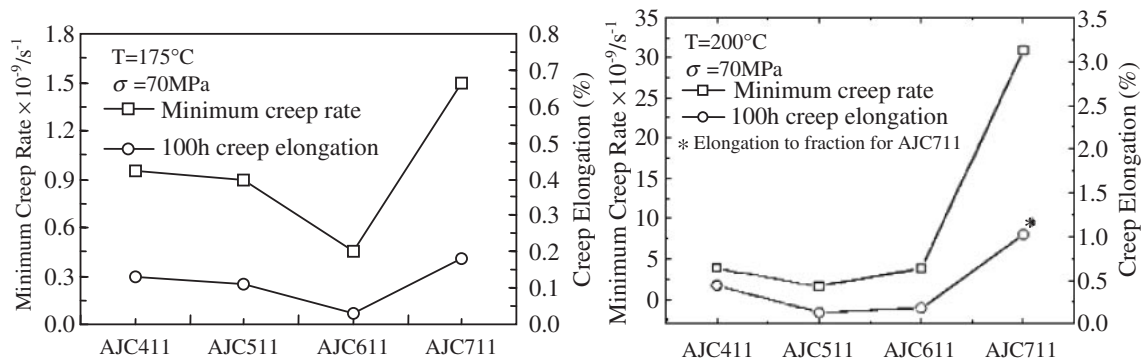 Minimum Creep Rate × 10⁻⁹/s⁻¹
1.8
1.5
1.2
0.9
0.6
0.3
0.0
T=175°C
σ =70MPa
Minimum creep rate
100h creep elongation
0.8
0.7
0.6
0.5
0.4
0.3
0.2
0.1
0.0
Creep Elongation (%)
AJC411 AJC511 AJC611 AJC711
Minimum Creep Rate × 10⁻⁹/s⁻¹
35
30
25
20
15
10
5
0
T=200°C
σ =70MPa
Minimum creep rate
100h creep elongation
* Elongation to fraction for AJC711
*
3.5
3.0
2.5
2.0
1.5
1.0
0.5
0.0
Creep Elongation (%)
AJC411 AJC511 AJC611 AJC711